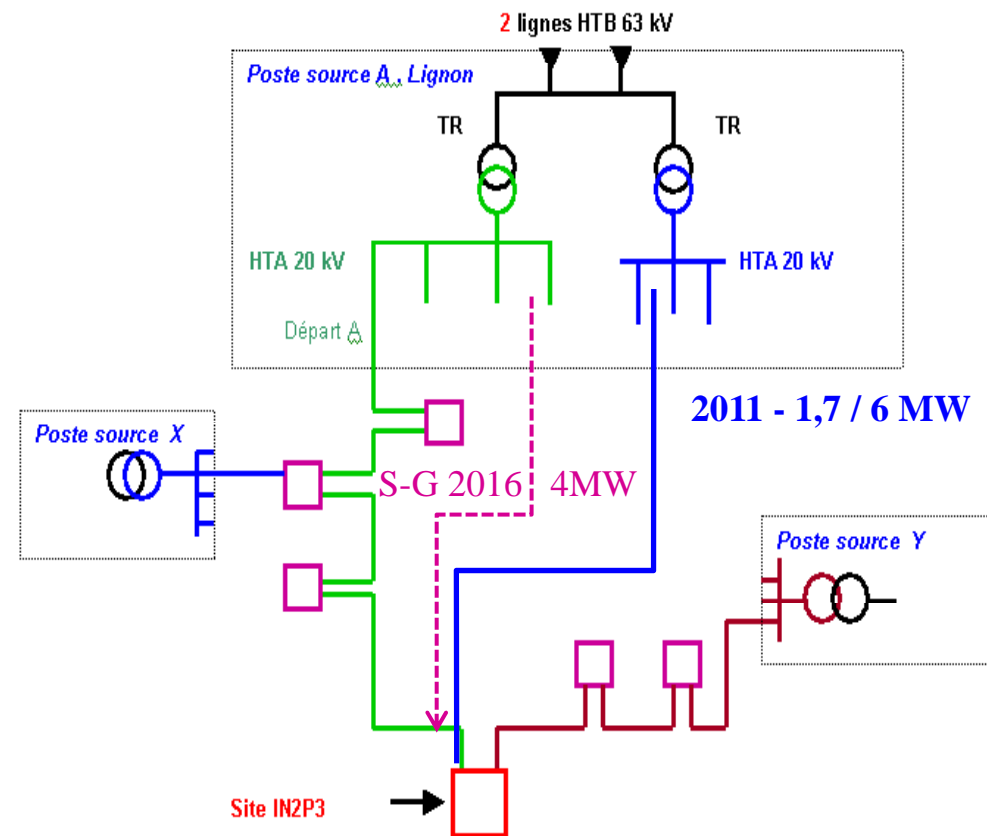 2 lignes HTB 63 kV
Poste source A , Lignon
TR
TR
HTA 20 kV
HTA 20 kV
Départ A
2011 - 1,7 / 6 MW
Poste source X
S-G 2016 4MW
Poste source Y
Site IN2P3